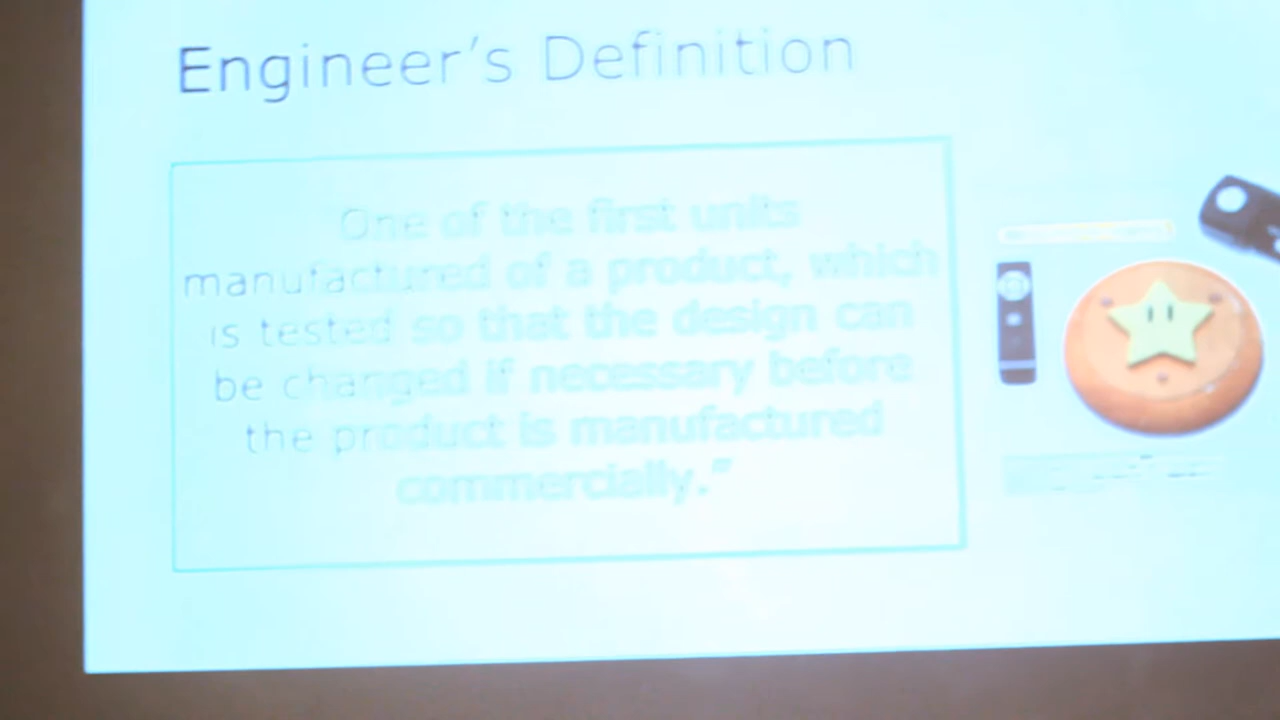 Engineer's Definition
One of the first units
manufactured of a product, which
is tested so that the design can
be changed if necessary before
the product is manufactured
commercially."